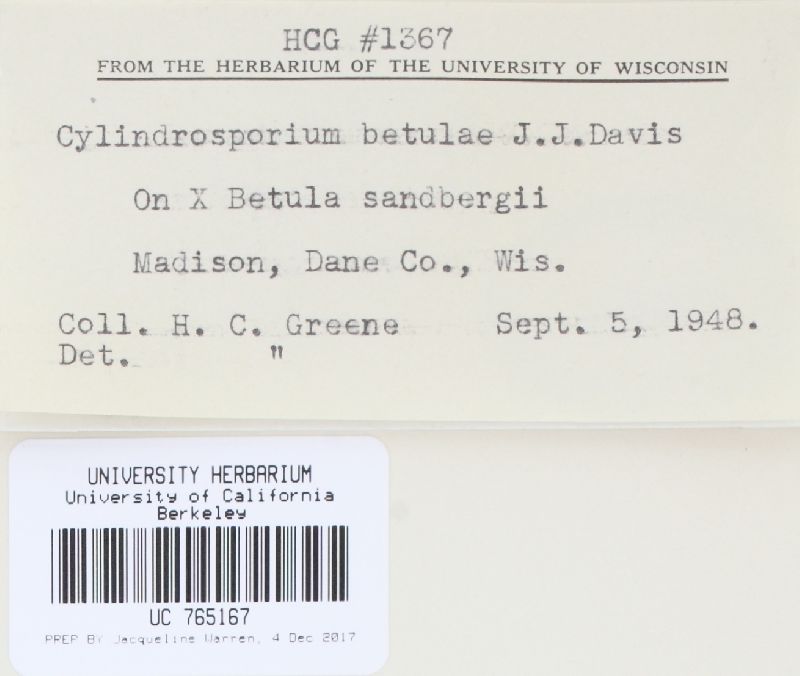 HCG #1367
FROM THE HERBARIUM OF THE UNIVERSITY OF WISCONSIN
Cylindrosporium betulae J.J.Davis
On X Betula sandbergii
Madison, Dane Co., Wis.
Coll. H. C. Greene Sept. 5, 1948.
Det. "
UNIVERSITY HERBARIUM
University of California
Berkeley
UC 765167
PREP BY Jacqueline Warren, 4 Dec 2017